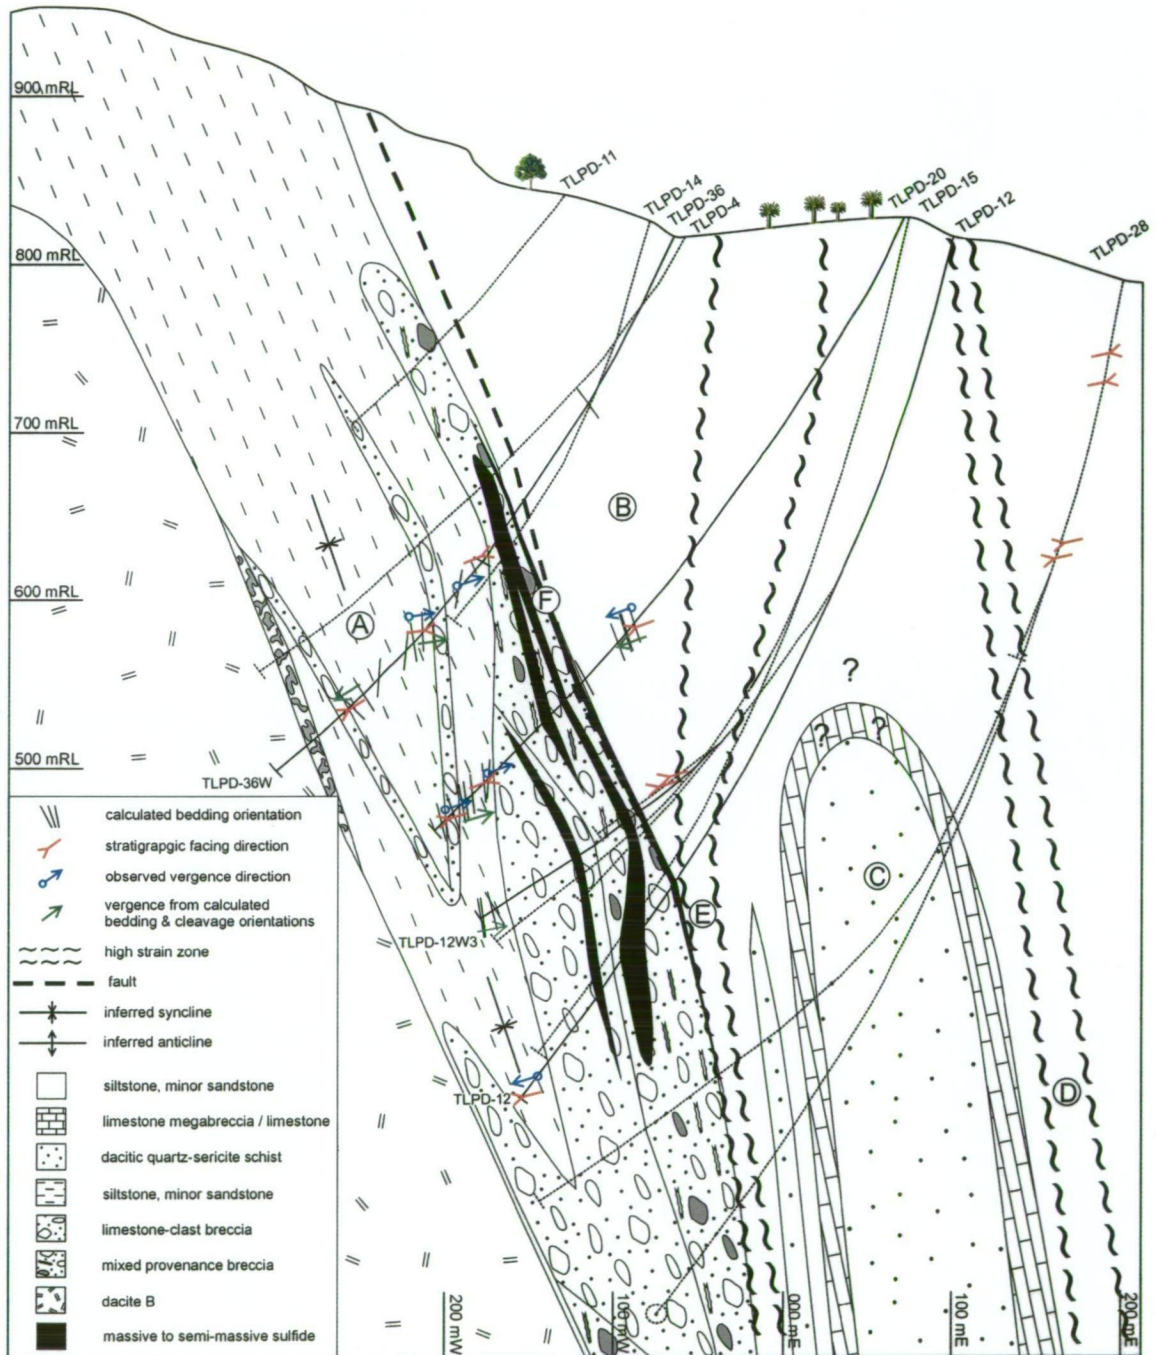 900 mRL
TLPD-11
TLPD-14
TLPD-36
TLPD-4
TLPD-20
TLPD-15
TLPD-12
TLPD-28
800 mRL
700 mRL
B
600 mRL
A
F
?
? ?
500 mRL
TLPD-36W
C
E
TLPD-12W3
D
TLPD-12
calculated bedding orientation
stratigrapgic facing direction
observed vergence direction
vergence from calculated
bedding & cleavage orientations
high strain zone
fault
inferred syncline
inferred anticline
siltstone, minor sandstone
limestone megabreccia / limestone
dacitic quartz-sericite schist
siltstone, minor sandstone
limestone-clast breccia
mixed provenance breccia
dacite B
massive to semi-massive sulfide
200 mW
100 mW
000 mE
100 mE
200 mE